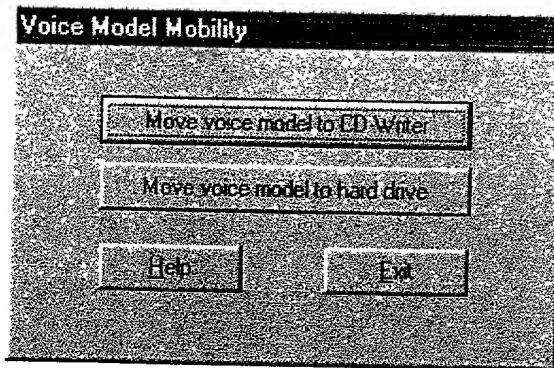 Voice Model Mobility
Move voice model to CD-Writer
Move voice model to hard drive
Help Exit